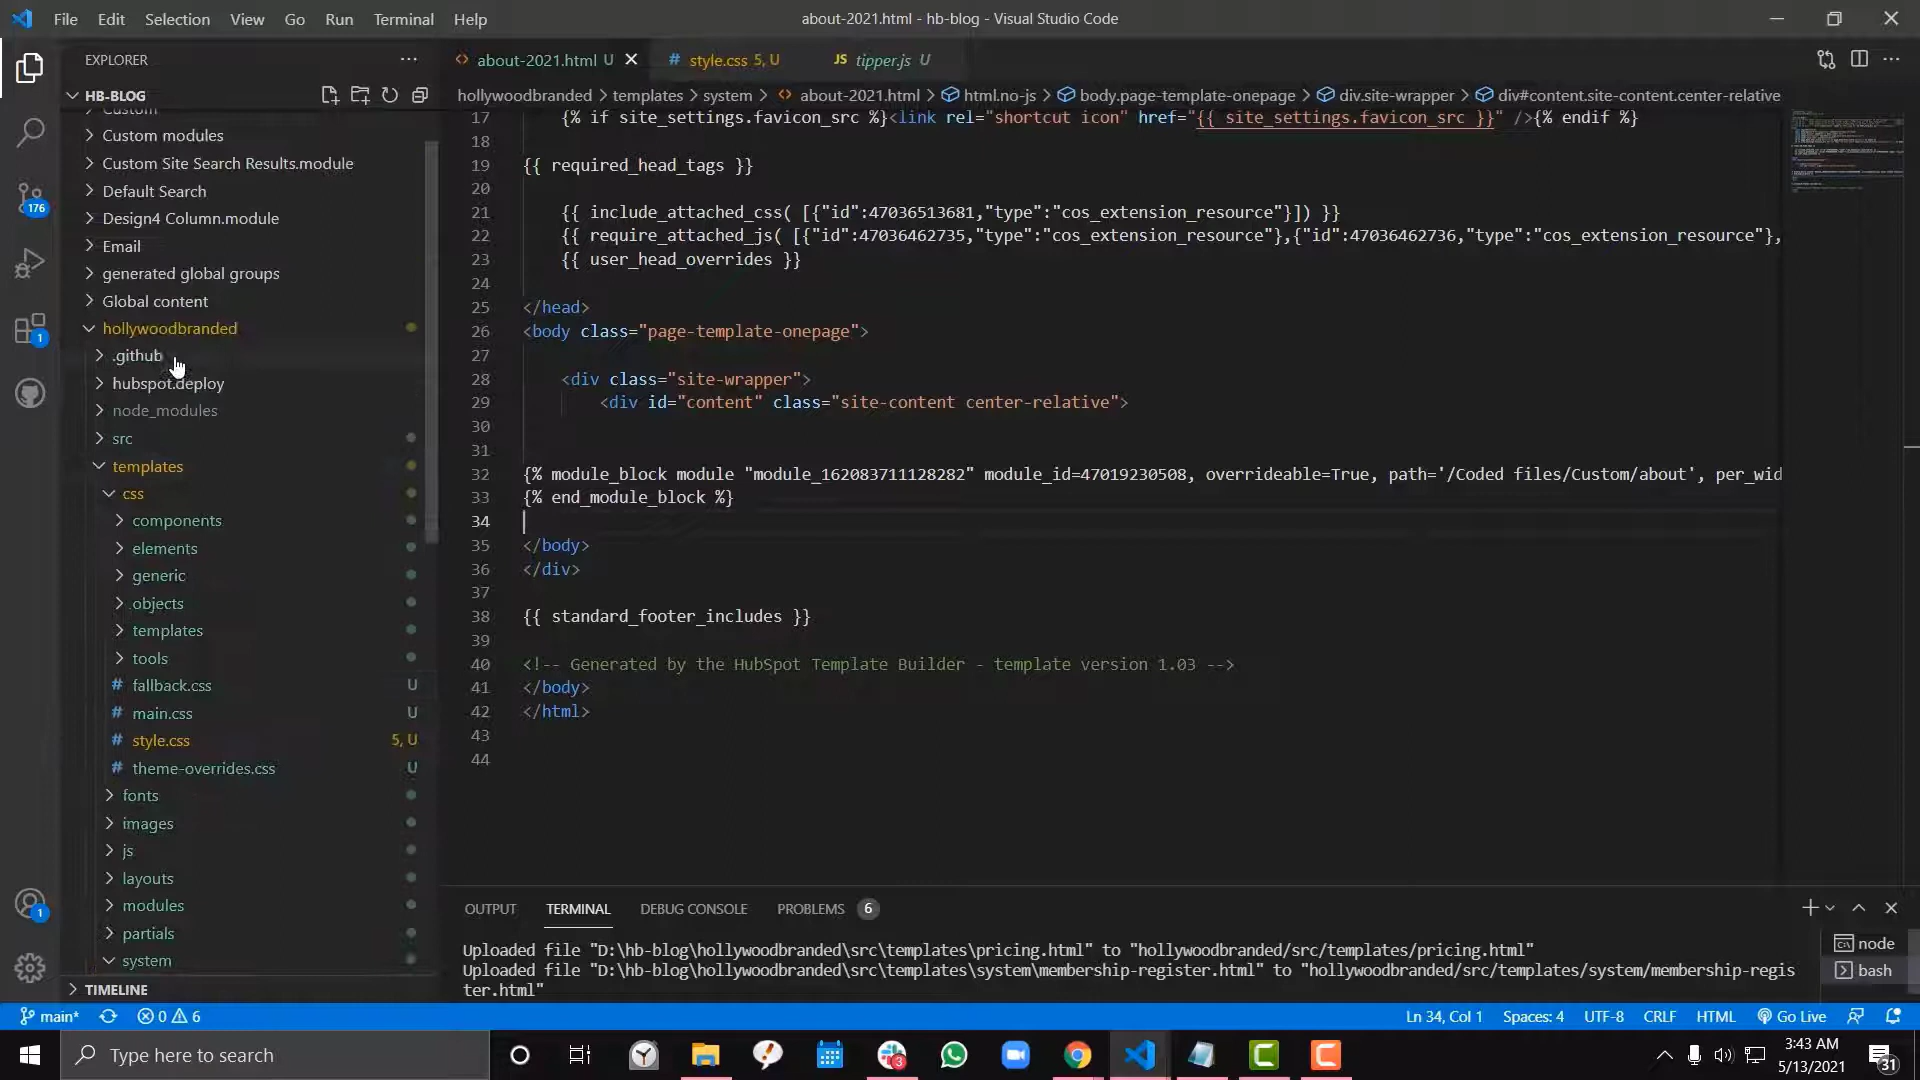 File Edit Selection View Go Run Terminal Help
about-2021.html - hb-blog - Visual Studio Code
EXPLORER
HB-BLOG
Custom
Custom modules
Custom Site Search Results.module
Default Search
Design4 Column.module
Email
generated global groups
Global content
hollywoodbranded
.github
hubspot.deploy
node_modules
src
templates
css
components
elements
generic
objects
templates
tools
fallback.css U
main.css U
style.css 5, U
theme-overrides.css U
fonts
images
js
layouts
modules
partials
system
TIMELINE
176
1
1
about-2021.html U
# style.css 5, U
JS tipper.js U
hollywoodbranded > templates > system > about-2021.html > html.no-js > body.page-template-onepage > div.site-wrapper > div#content.site-content.center-relative
17 {% if site_settings.favicon_src %}<link rel="shortcut icon" href="{{ site_settings.favicon_src }}" />{% endif %}
18
19 {{ required_head_tags }}
20
21 {{ include_attached_css( [{"id":47036513681,"type":"cos_extension_resource"}]) }}
22 {{ require_attached_js( [{"id":47036462735,"type":"cos_extension_resource"},{"id":47036462736,"type":"cos_extension_resource"},
23 {{ user_head_overrides }}
24
25 </head>
26 <body class="page-template-onepage">
27
28 <div class="site-wrapper">
29 <div id="content" class="site-content center-relative">
30
31
32 {% module_block module "module_162083711128282" module_id=47019230508, overrideable=True, path='/Coded files/Custom/about', per_wid
33 {% end_module_block %}
34
35 </body>
36 </div>
37
38 {{ standard_footer_includes }}
39
40 <!-- Generated by the HubSpot Template Builder - template version 1.03 -->
41 </body>
42 </html>
43
44
OUTPUT TERMINAL DEBUG CONSOLE PROBLEMS 6
Uploaded file "D:\hb-blog\hollywoodbranded\src\templates\pricing.html" to "hollywoodbranded/src/templates/pricing.html"
Uploaded file "D:\hb-blog\hollywoodbranded\src\templates\system\membership-register.html" to "hollywoodbranded/src/templates/system/membership-regis
ter.html"
node
bash
main* 0 6
Ln 34, Col 1 Spaces: 4 UTF-8 CRLF HTML Go Live
Type here to search
3
3:43 AM
5/13/2021
31